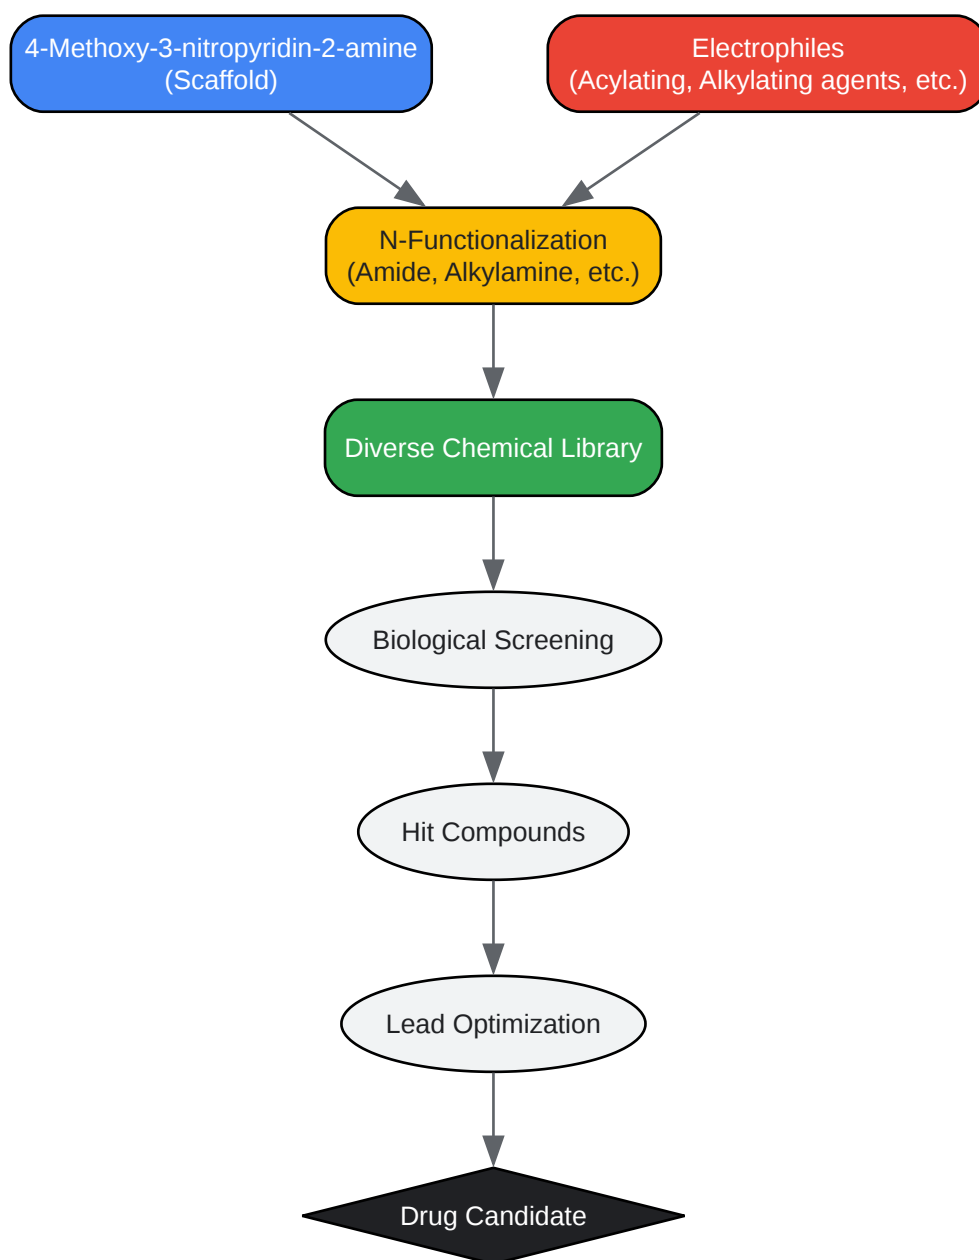 4-Methoxy-3-nitropyridin-2-amine
(Scaffold)
Electrophiles
(Acylating, Alkylating agents, etc.)
N-Functionalization
(Amide, Alkylamine, etc.)
Diverse Chemical Library
Biological Screening
Hit Compounds
Lead Optimization
Drug Candidate